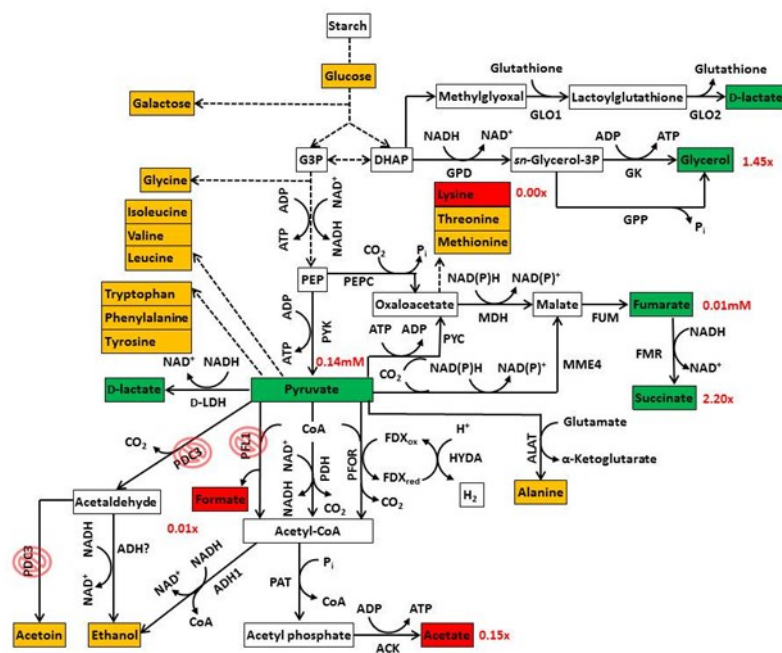 Starch
Glucose
Galactose
Glutathione
Glutathione
Methylglyoxal
Lactoylglutathione
D-lactate
GLO1
GLO2
G3P
DHAP
NADH
NAD⁺
GPD
sn-Glycerol-3P
ADP
ATP
GK
Glycerol
1.45x
GPP
Pi
Glycine
Isoleucine
Valine
Leucine
ADP
ATP
NAD⁺
NADH
Lysine
0.00x
Threonine
Methionine
CO₂
Pi
PEP
PEPC
Tryptophan
Phenylalanine
Tyrosine
Oxaloacetate
NAD(P)H
NAD(P)⁺
MDH
Malate
FUM
Fumarate
0.01mM
ADP
ATP
PYK
0.14mM
ATP
ADP
PYC
CO₂
NAD(P)H
NAD(P)⁺
MME4
NADH
FMR
NAD⁺
Succinate
2.20x
D-lactate
NAD⁺
NADH
D-LDH
Pyruvate
CO₂
PDC3
PFL1
CoA
NAD⁺
NADH
PDH
CO₂
PFOR
FDXox
FDXred
CO₂
H⁺
HYDA
H₂
ALAT
Glutamate
α-Ketoglutarate
Alanine
Formate
Acetaldehyde
0.01x
Acetyl-CoA
PDC3
NADH
NAD⁺
ADH?
NADH
NAD⁺
ADH1
CoA
PAT
Pi
CoA
Acetoin
Ethanol
Acetyl phosphate
ADP
ATP
ACK
Acetate
0.15x